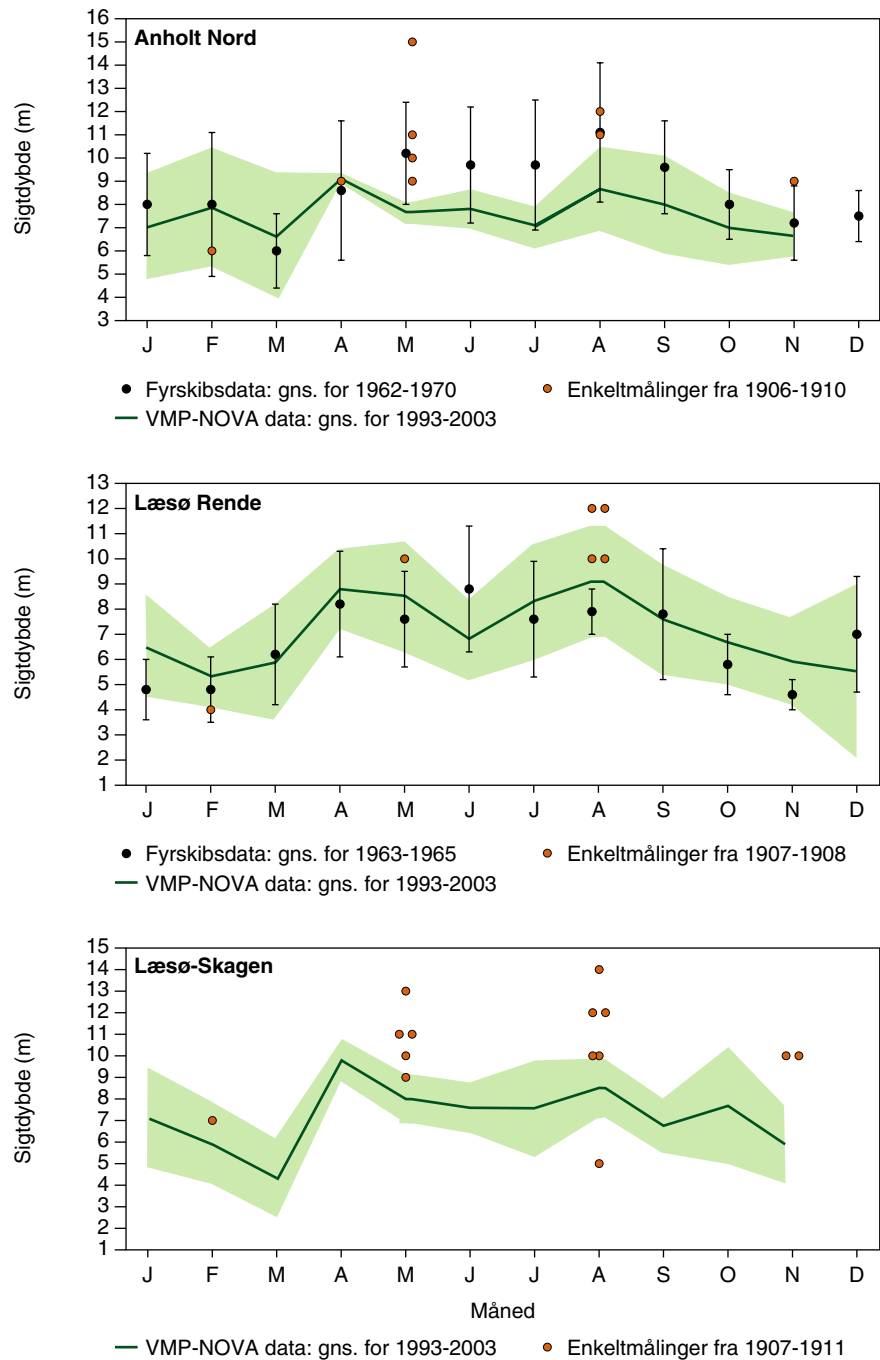 Anholt Nord
Sigtdybde (m)
16
15
14
13
12
11
10
9
8
7
6
5
4
3
J F M A M J J A S O N D
Fyrskibsdata: gns. for 1962-1970
Enkeltmålinger fra 1906-1910
VMP-NOVA data: gns. for 1993-2003
Læsø Rende
Sigtdybde (m)
13
12
11
10
9
8
7
6
5
4
3
2
1
J F M A M J J A S O N D
Fyrskibsdata: gns. for 1963-1965
Enkeltmålinger fra 1907-1908
VMP-NOVA data: gns. for 1993-2003
Læsø-Skagen
Sigtdybde (m)
15
14
13
12
11
10
9
8
7
6
5
4
3
2
1
J F M A M J J A S O N D
Måned
VMP-NOVA data: gns. for 1993-2003
Enkeltmålinger fra 1907-1911